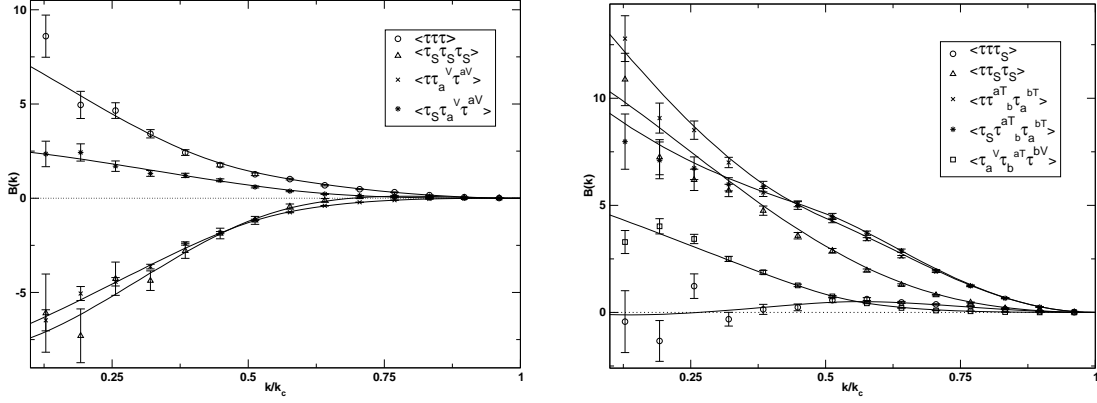 10
5
0
-5
B(k)
0.25
0.5
0.75
1
k/k_c
<τττ>
<τ_Sτ_Sτ_S>
<ττ_a^Vτ^aV>
<τ_Sτ_a^Vτ^aV>
10
5
0
B(k)
0.25
0.5
0.75
1
k/k_c
<τττ_S>
<ττ_Sτ_S>
<ττ^aT_bτ_a^bT>
<τ_Sτ^aT_bτ_a^bT>
<τ_a^Vτ_b^aTτ^bV>